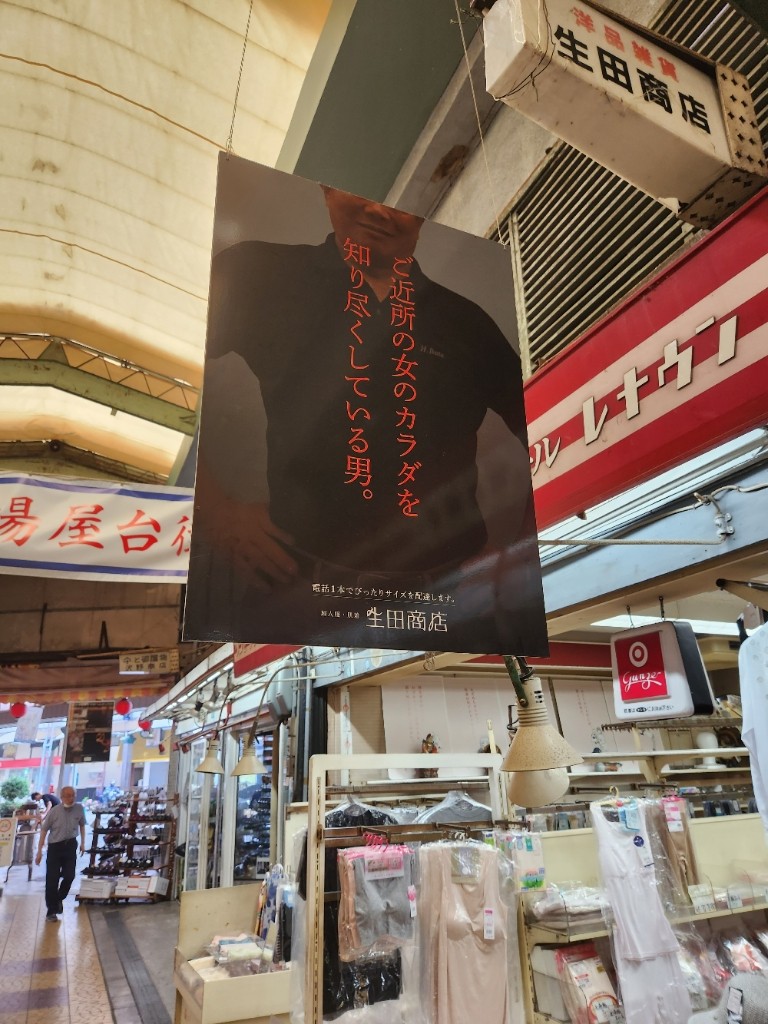 洋品雑貨
生田商店
ご近所の女のカラダを
知り尽くしている男。
電話1本でぴったりサイズを配達します。
婦人服・肌着 生田商店
ール レナウン
場屋台
Gunze